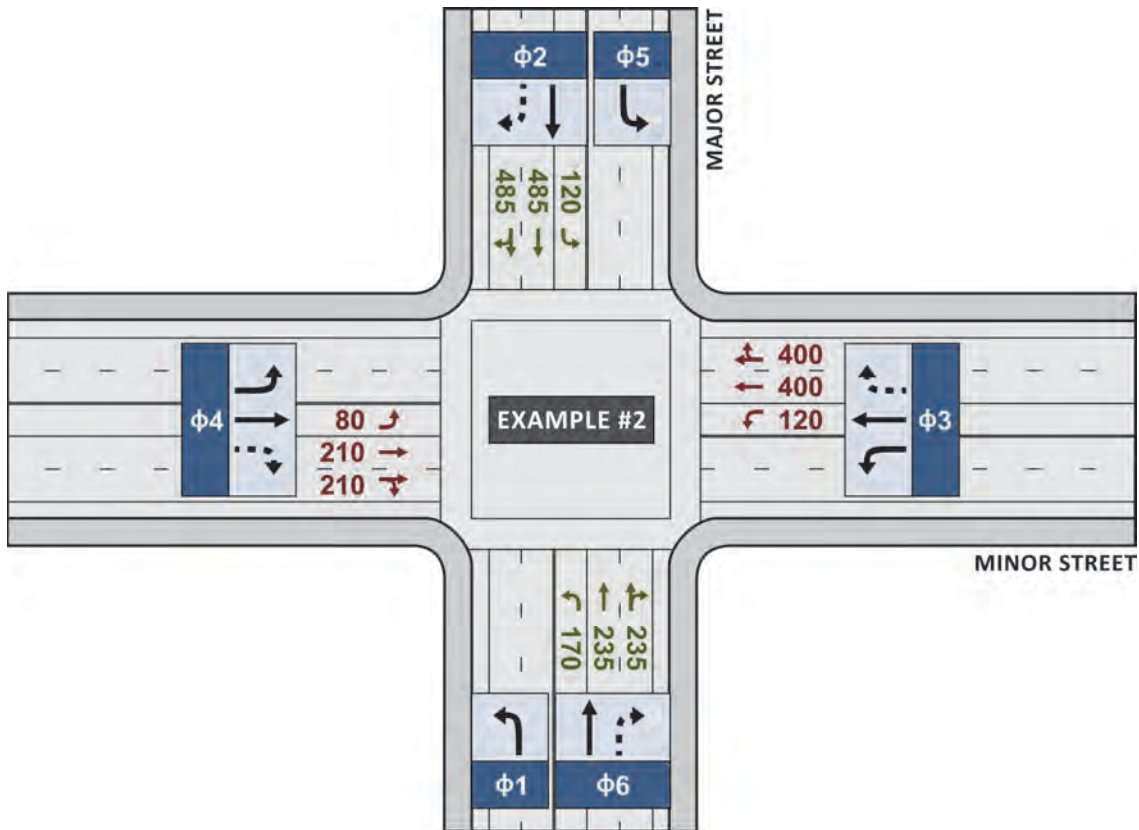 ϕ2
ϕ5
MAJOR STREET
485
485
120
400
400
120
ϕ3
ϕ4
80
210
210
EXAMPLE #2
MINOR STREET
170
235
235
ϕ1
ϕ6